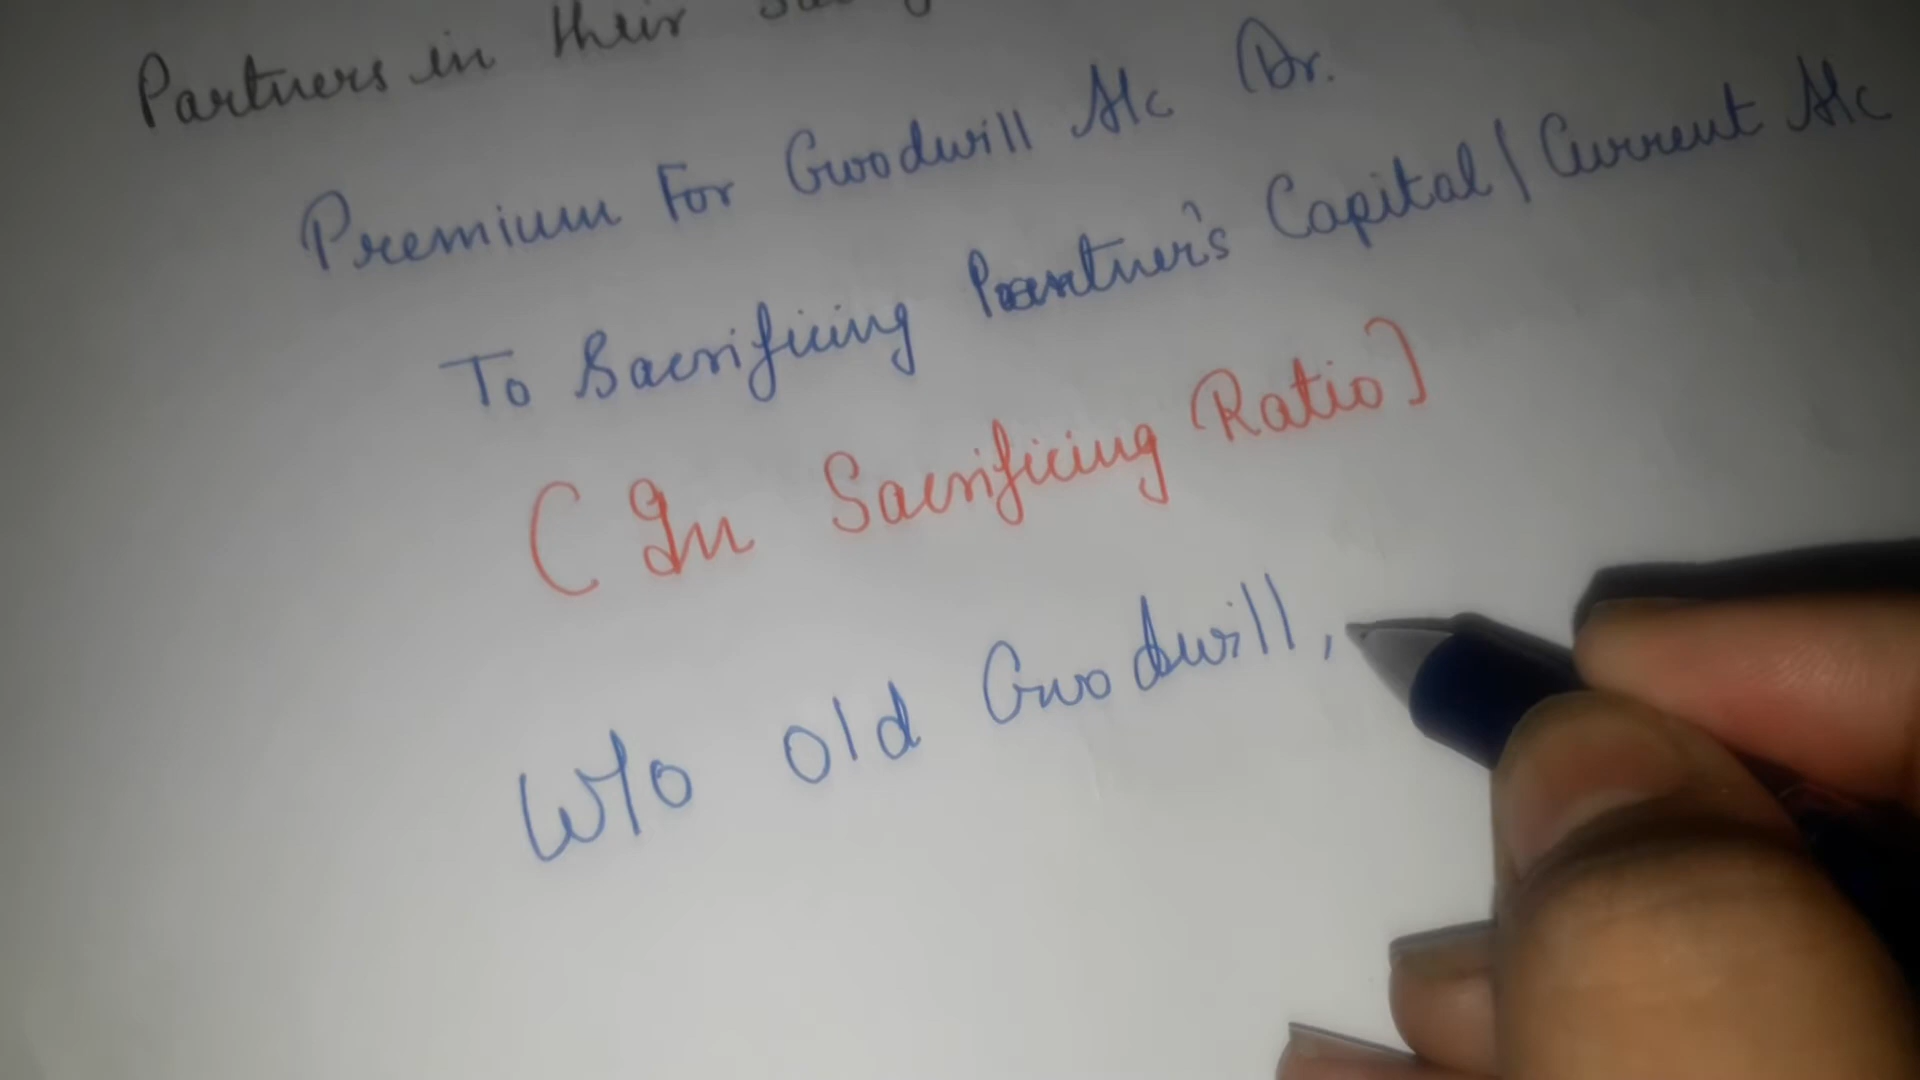 Partners in their
Premium For Goodwill A/c Dr.
To Sacrificing Partner's Capital / Current A/c
( In Sacrificing Ratio )
W/o old Goodwill,